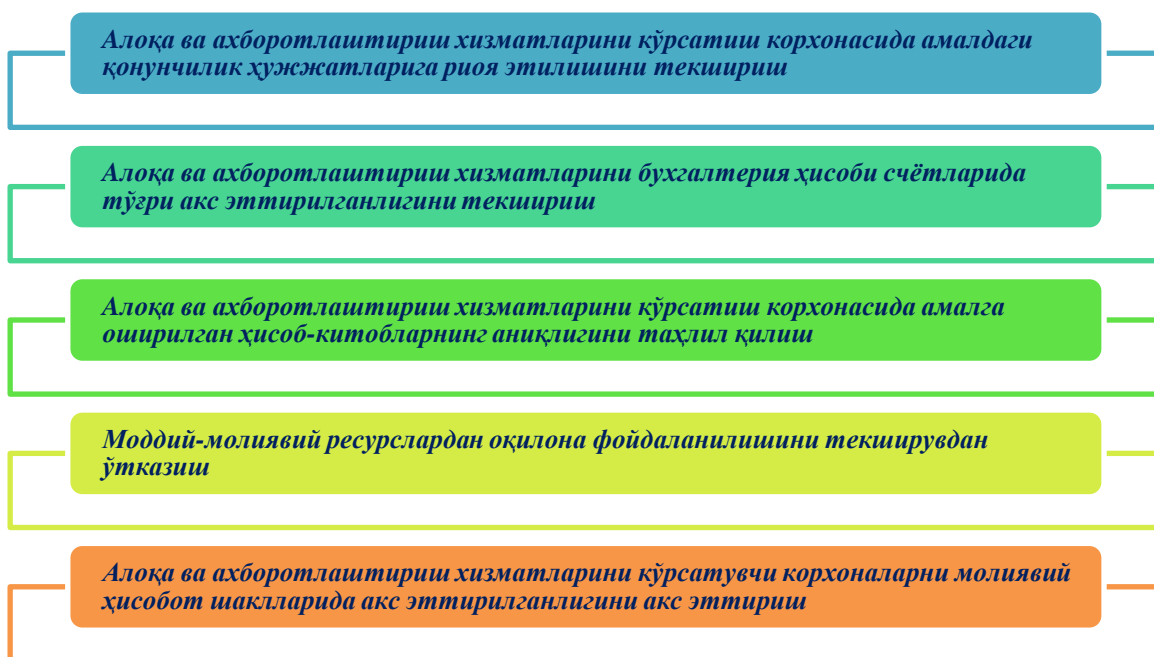 Алоқа ва ахборотлаштириш хизматларини кўрсатиш корхонасида амалдаги
қонунчилик ҳужжатларига риоя этилишини текшириш
Алоқа ва ахборотлаштириш хизматларини бухгалтерия ҳисоби счётларида
тўғри акс эттирилганлигини текшириш
Алоқа ва ахборотлаштириш хизматларини кўрсатиш корхонасида амалга
оширилган ҳисоб-китобларнинг аниқлигини таҳлил қилиш
Моддий-молиявий ресурслардан оқилона фойдаланилишини текширувдан
ўтказиш
Алоқа ва ахборотлаштириш хизматларини кўрсатувчи корхоналарни молиявий
ҳисобот шаклларида акс эттирилганлигини акс эттириш